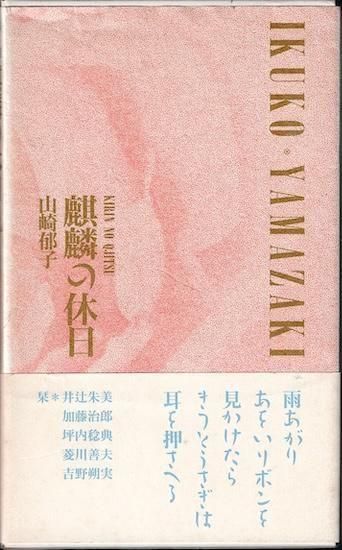 IKUKO * YAMAZAKI
KIRIN NO QJITSU
麒麟の休日
山崎郁子
雨あがり
あをいリボンを
見かけたら
きつとうさぎは
耳を押さへる
栞*井辻朱美
加藤治郎
坪内稔典
菱川善夫
吉野朔実